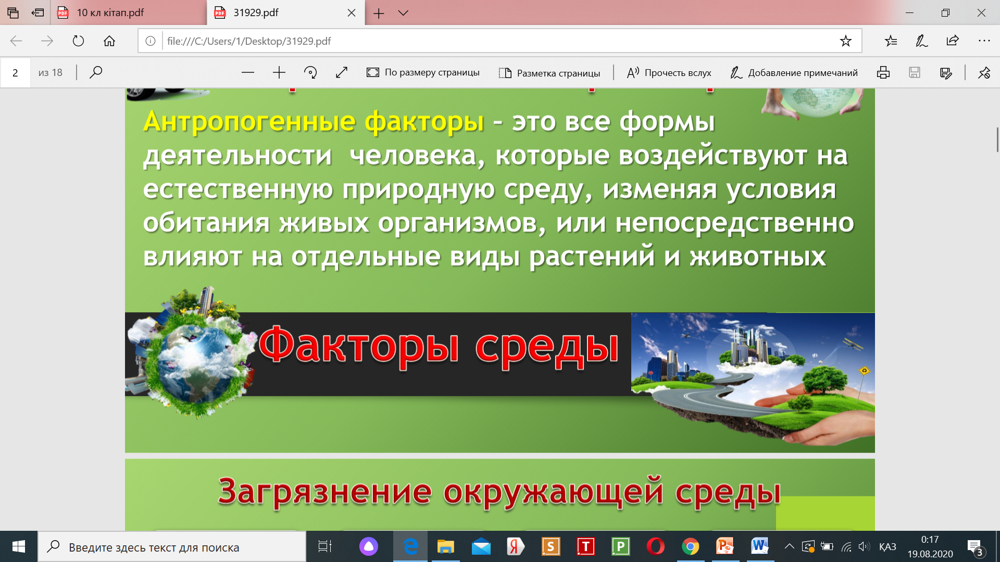 10 кл кітап.pdf
31929.pdf
file:///C:/Users/1/Desktop/31929.pdf
2 из 18
По размеру страницы
Разметка страницы
Прочесть вслух
Добавление примечаний
Антропогенные факторы – это все формы
деятельности человека, которые воздействуют на
естественную природную среду, изменяя условия
обитания живых организмов, или непосредственно
влияют на отдельные виды растений и животных
Факторы среды
Загрязнение окружающей среды
Введите здесь текст для поиска
ҚАЗ
0:17
19.08.2020
3